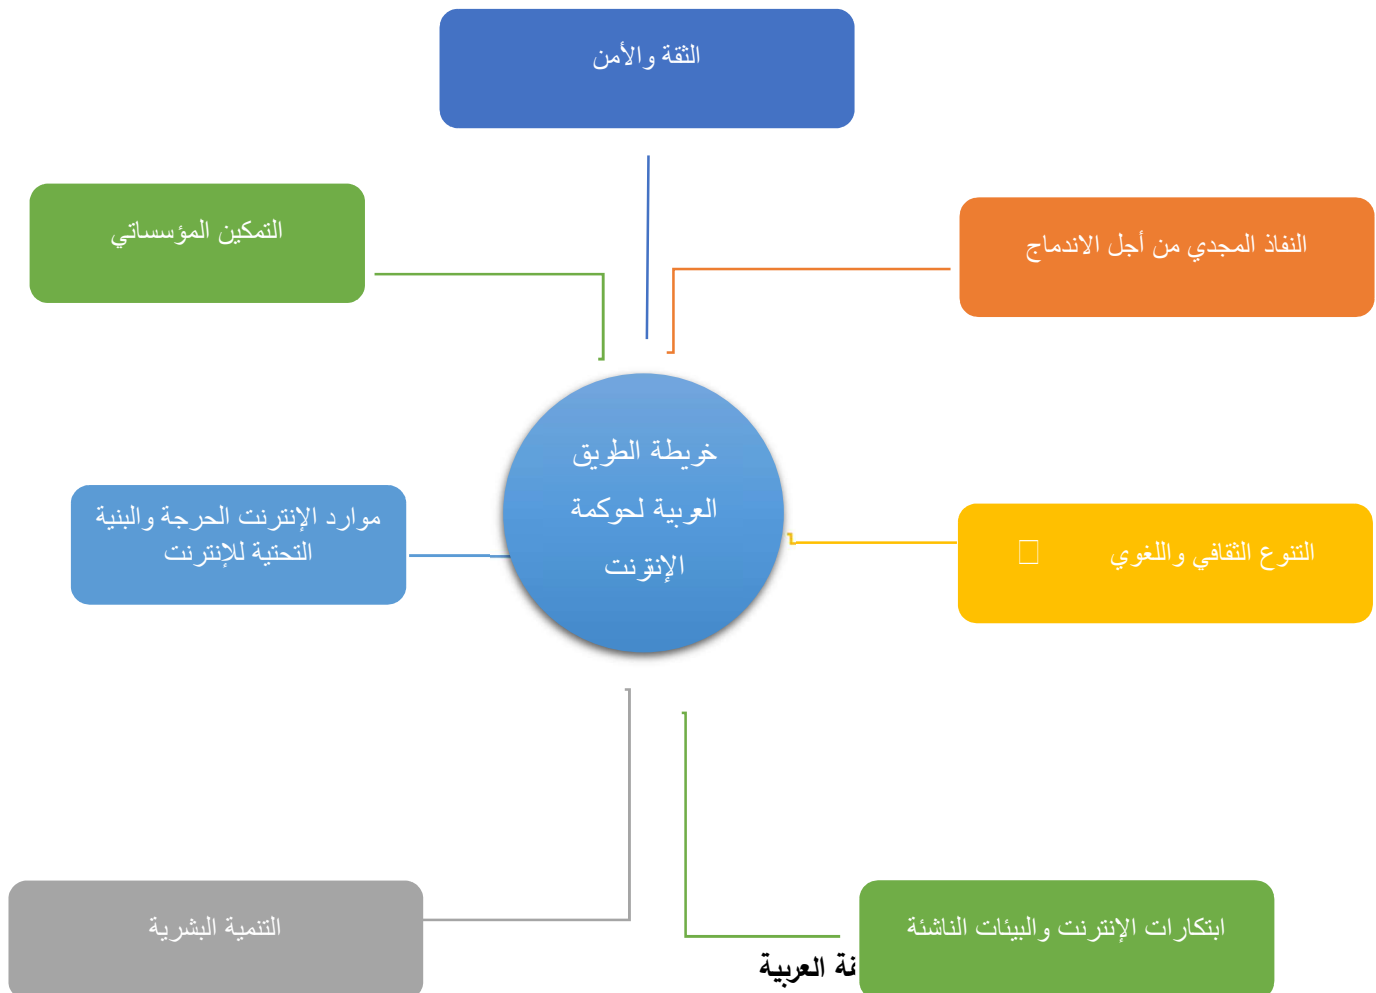 الثقة والأمن
التمكين المؤسساتي
النفاذ المجدي من أجل الاندماج
خريطة الطريق
العربية لحوكمة
الإنترنت
موارد الإنترنت الحرجة والبنية
التحتية للإنترنت
التنوع الثقافي واللغوي
التنمية البشرية
ابتكارات الإنترنت والبيئات الناشئة
العربية